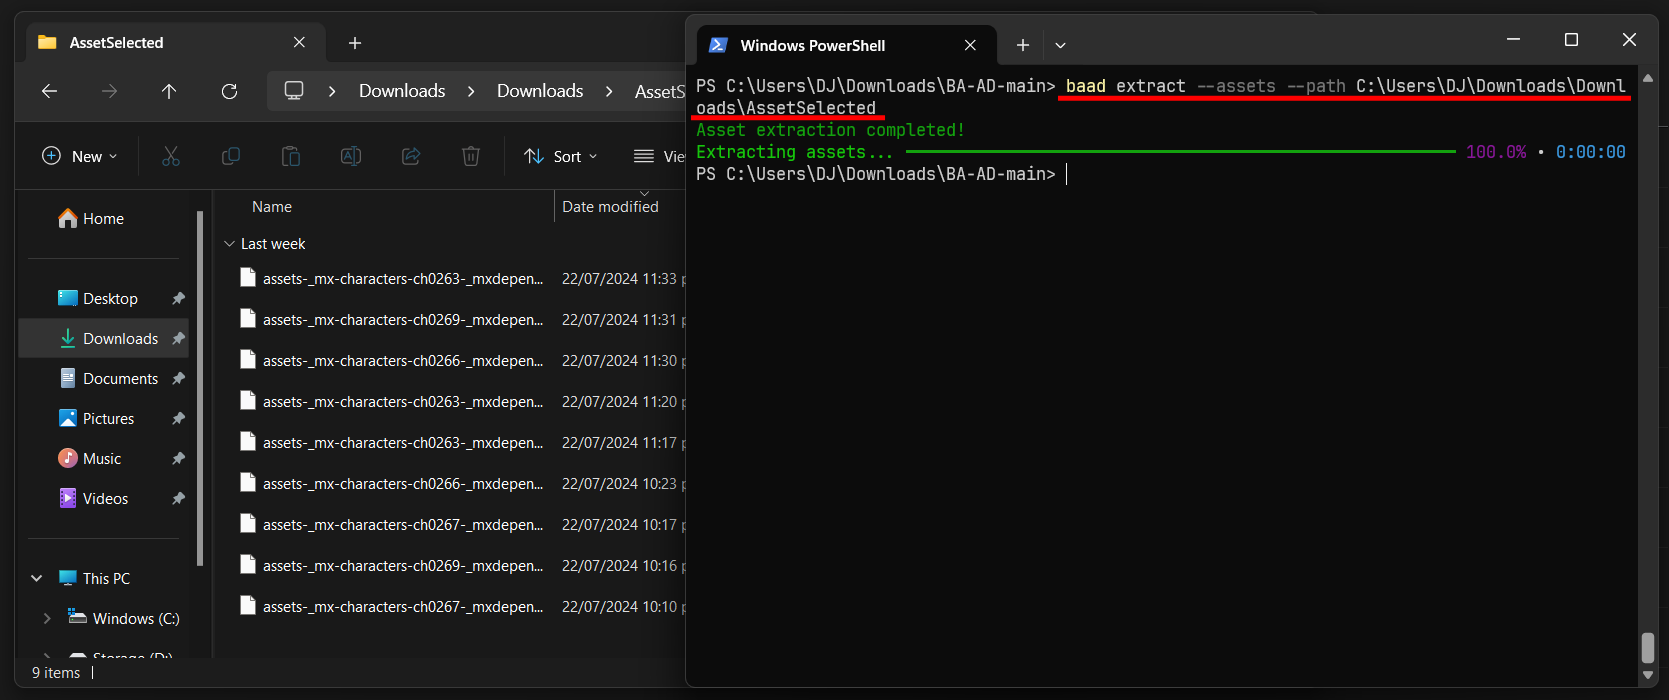 AssetSelected
Downloads > Downloads > AssetS
New
Sort
Vie
Home
Desktop
Downloads
Documents
Pictures
Music
Videos
This PC
Windows (C:)
Storage (D:)
Name Date modified
Last week
assets-_mx-characters-ch0263-_mxdepen... 22/07/2024 11:33 p
assets-_mx-characters-ch0269-_mxdepen... 22/07/2024 11:31 p
assets-_mx-characters-ch0266-_mxdepen... 22/07/2024 11:30 p
assets-_mx-characters-ch0263-_mxdepen... 22/07/2024 11:20 p
assets-_mx-characters-ch0263-_mxdepen... 22/07/2024 11:17 p
assets-_mx-characters-ch0266-_mxdepen... 22/07/2024 10:23 p
assets-_mx-characters-ch0267-_mxdepen... 22/07/2024 10:17 p
assets-_mx-characters-ch0269-_mxdepen... 22/07/2024 10:16 p
assets-_mx-characters-ch0267-_mxdepen... 22/07/2024 10:10 p
9 items
Windows PowerShell
PS C:\Users\DJ\Downloads\BA-AD-main> baad extract --assets --path C:\Users\DJ\Downloads\Downl
oads\AssetSelected
Asset extraction completed!
Extracting assets... 100.0% • 0:00:00
PS C:\Users\DJ\Downloads\BA-AD-main>